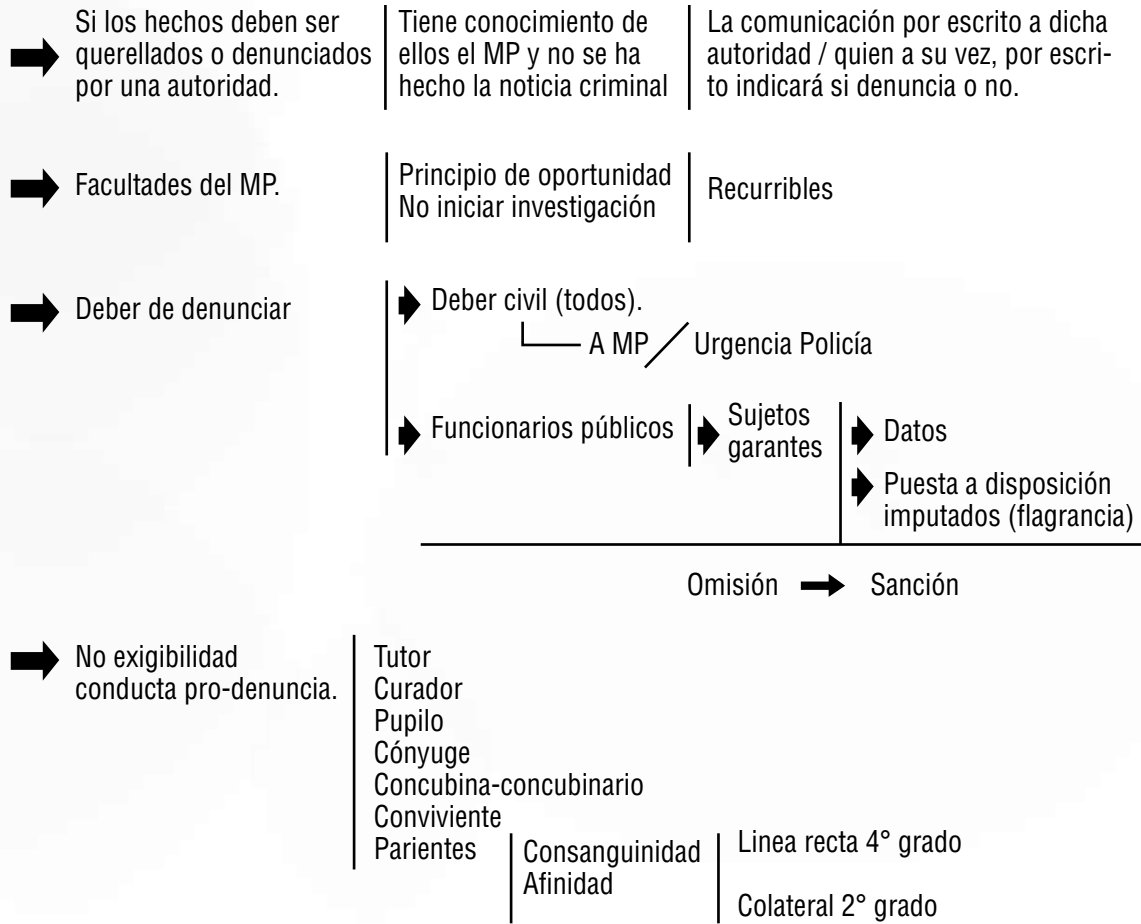 Si los hechos deben ser
querellados o denunciados
por una autoridad.
Tiene conocimiento de
ellos el MP y no se ha
hecho la noticia criminal
La comunicación por escrito a dicha
autoridad / quien a su vez, por escri-
to indicará si denuncia o no.
Facultades del MP.
Principio de oportunidad
No iniciar investigación
Recurribles
Deber de denunciar
Deber civil (todos).
A MP / Urgencia Policía
Funcionarios públicos
Sujetos
garantes
Datos
Puesta a disposición
imputados (flagrancia)
Omisión
Sanción
No exigibilidad
conducta pro-denuncia.
Tutor
Curador
Pupilo
Cónyuge
Concubina-concubinario
Conviviente
Parientes
Consanguinidad
Afinidad
Linea recta 4° grado
Colateral 2° grado